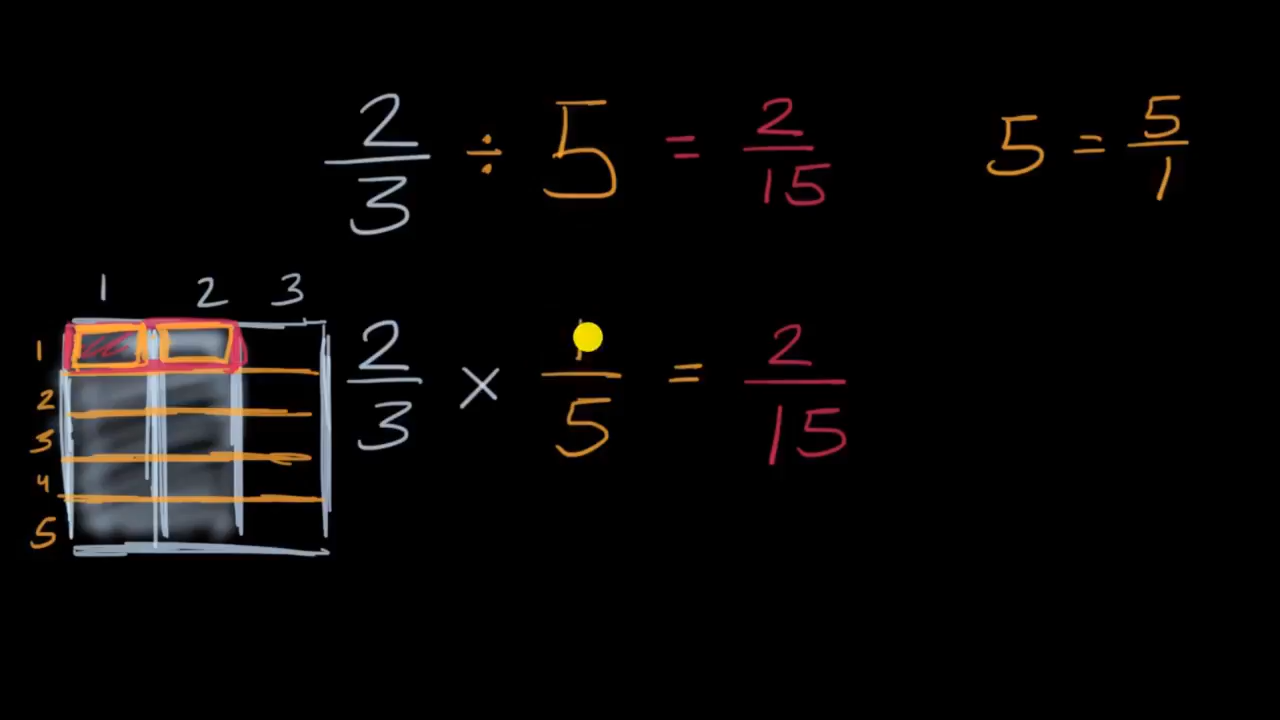 2/3 ÷ 5 = 2/15
5 = 5/1
1 2 3
1
2
3
4
5
2/3 × 1/5 = 2/15